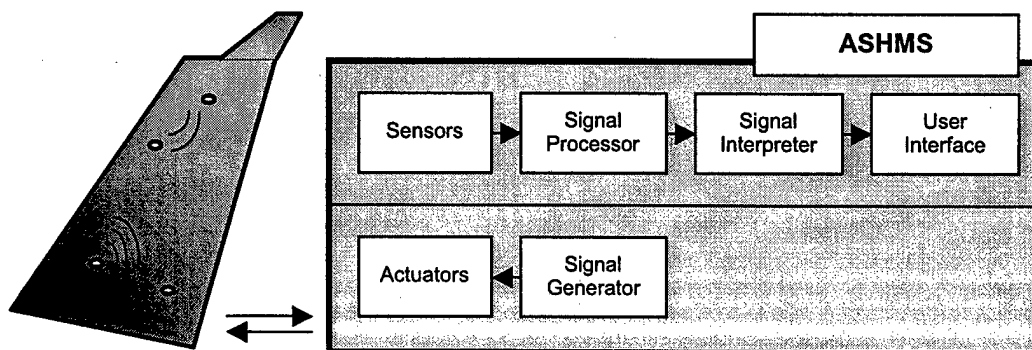 ASHMS
Sensors
Signal
Processor
Signal
Interpreter
User
Interface
Actuators
Signal
Generator